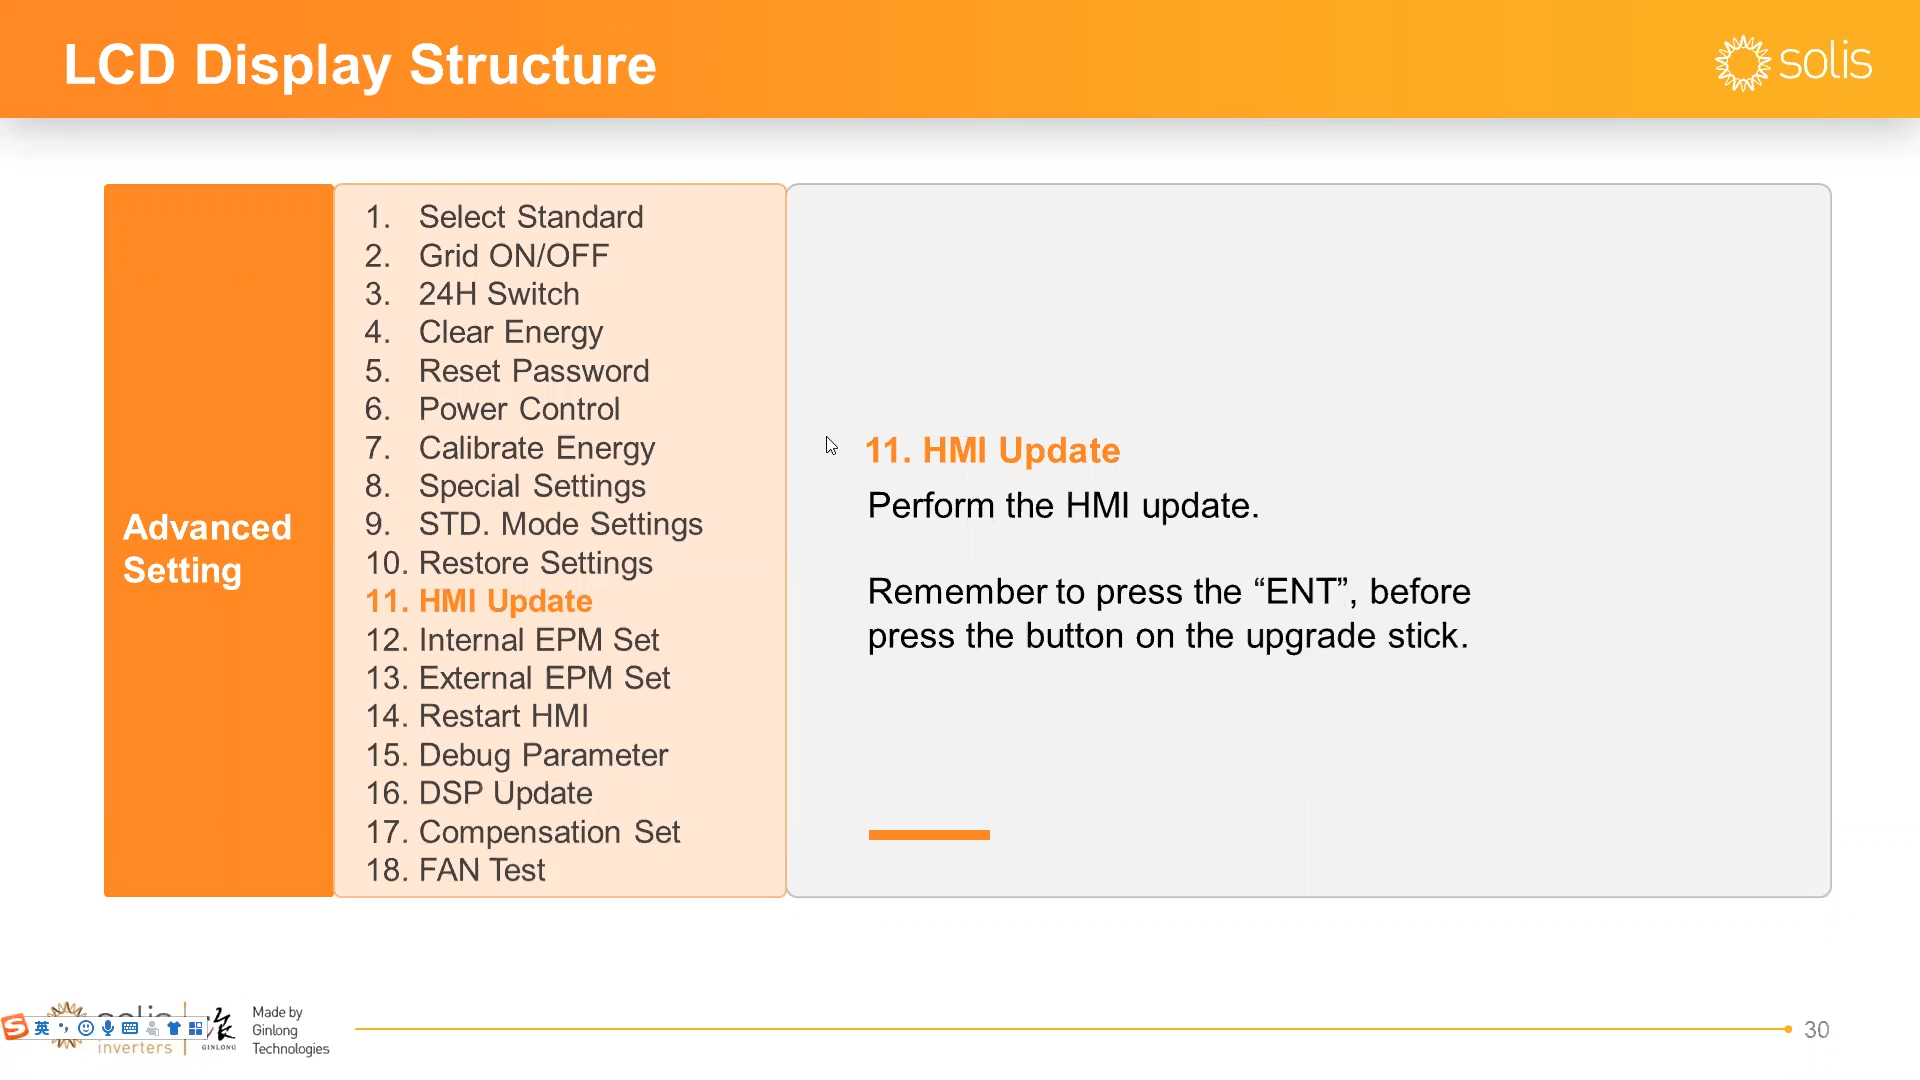 LCD Display Structure
solis
Advanced
Setting
1. Select Standard
2. Grid ON/OFF
3. 24H Switch
4. Clear Energy
5. Reset Password
6. Power Control
7. Calibrate Energy
8. Special Settings
9. STD. Mode Settings
10. Restore Settings
11. HMI Update
12. Internal EPM Set
13. External EPM Set
14. Restart HMI
15. Debug Parameter
16. DSP Update
17. Compensation Set
18. FAN Test
11. HMI Update
Perform the HMI update.
Remember to press the “ENT”, before
press the button on the upgrade stick.
英
inverters
GINLONG
Made by
Ginlong
Technologies
30